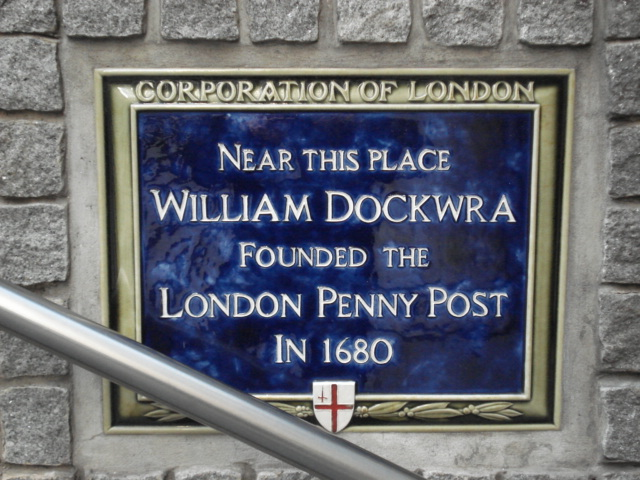 CORPORATION OF LONDON
NEAR THIS PLACE
WILLIAM DOCKWRA
FOUNDED THE
LONDON PENNY POST
IN 1680